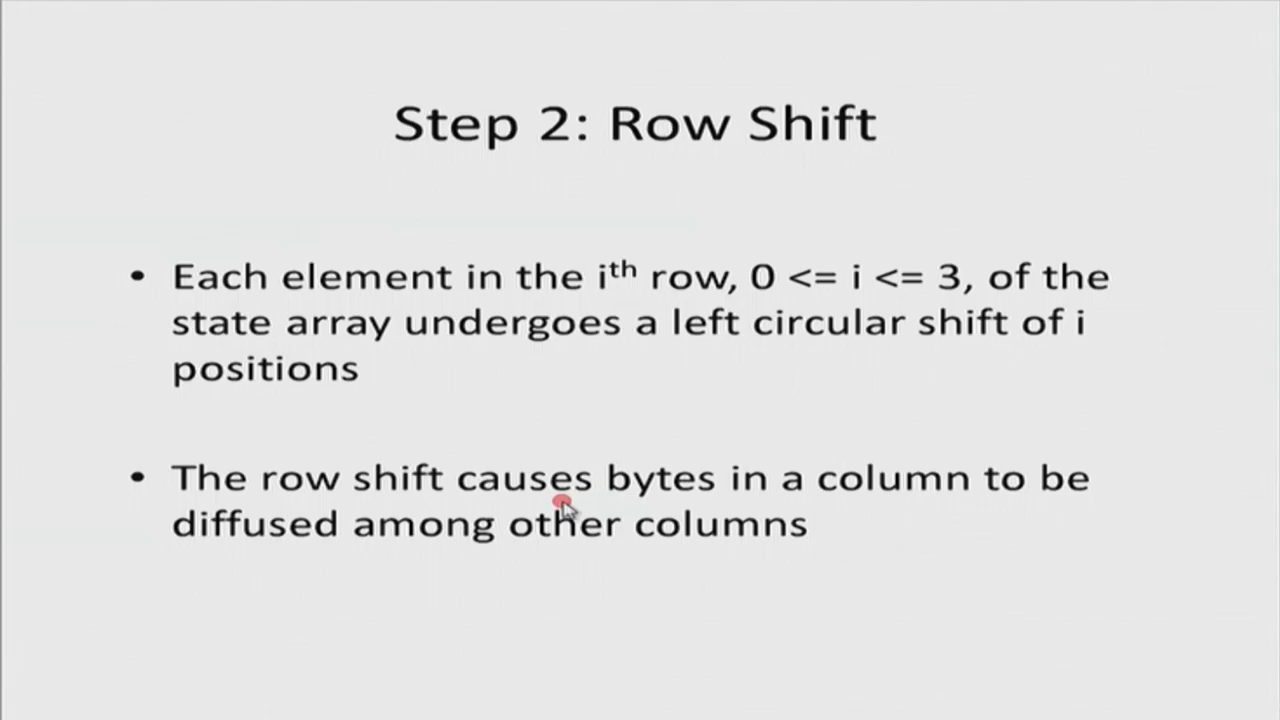 Step 2: Row Shift
• Each element in the iᵗʰ row, 0 <= i <= 3, of the
state array undergoes a left circular shift of i
positions
• The row shift causes bytes in a column to be
diffused among other columns